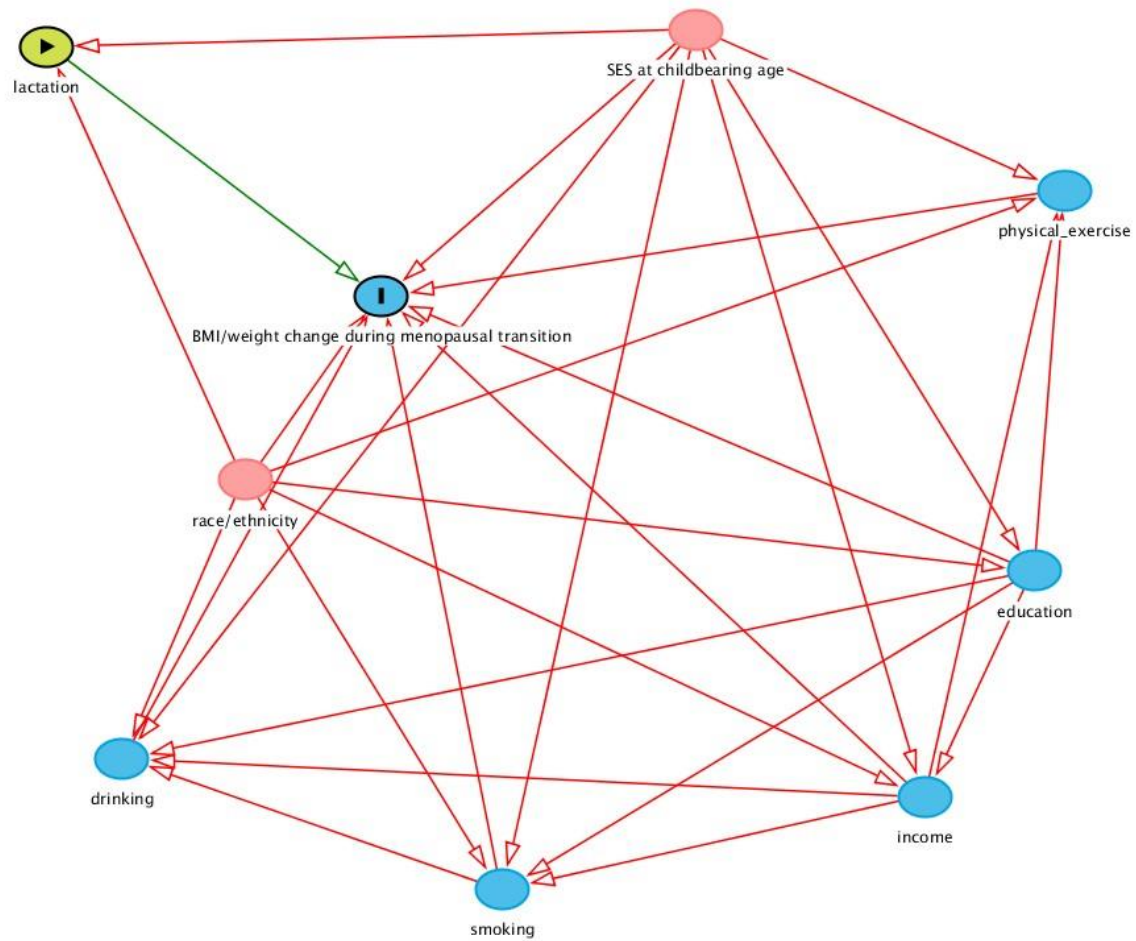 SES at childbearing age
lactation
physical_exercise
BMI/weight change during menopausal transition
race/ethnicity
education
drinking
income
smoking